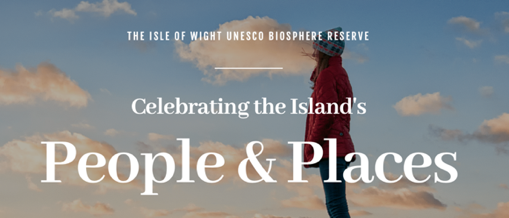 THE ISLE OF WIGHT UNESCO BIOSPHERE RESERVE
Celebrating the Island's
People & Places